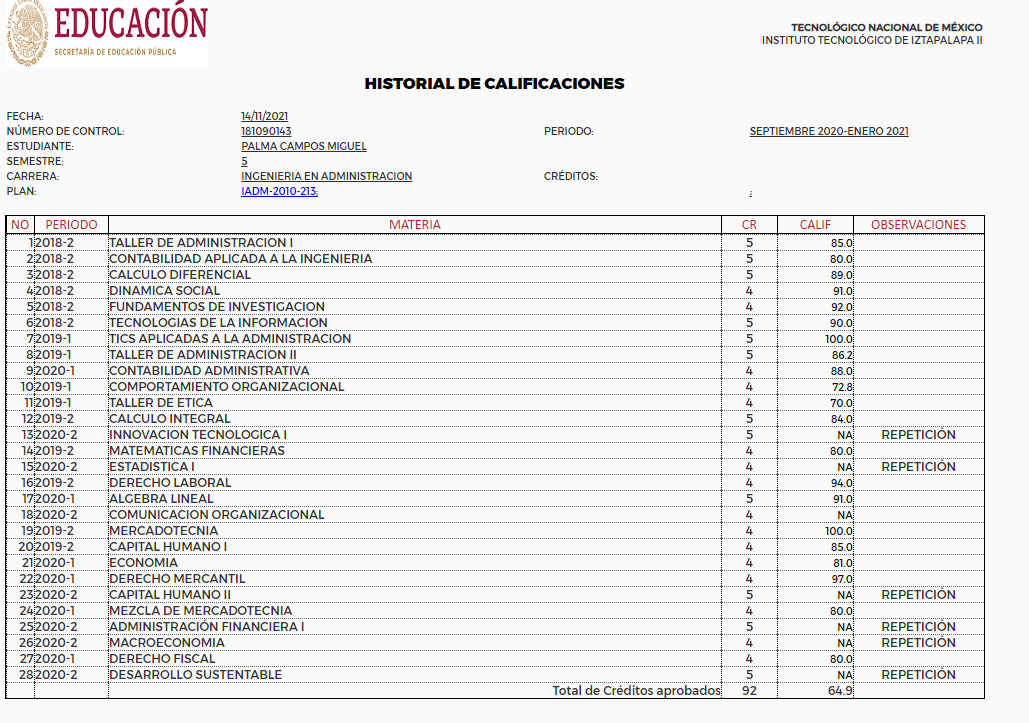 EDUCACIÓN
SECRETARÍA DE EDUCACIÓN PÚBLICA
TECNOLÓGICO NACIONAL DE MÉXICO
INSTITUTO TECNOLÓGICO DE IZTAPALAPA II
HISTORIAL DE CALIFICACIONES
FECHA: 14/11/2021
NÚMERO DE CONTROL: 181090143 PERIODO: SEPTIEMBRE 2020-ENERO 2021
ESTUDIANTE: PALMA CAMPOS MIGUEL
SEMESTRE: 5
CARRERA: INGENIERIA EN ADMINISTRACION CRÉDITOS:
PLAN: IADM-2010-213; ;
NO PERIODO MATERIA CR CALIF OBSERVACIONES
1 2018-2 TALLER DE ADMINISTRACION I 5 85.0
2 2018-2 CONTABILIDAD APLICADA A LA INGENIERIA 5 80.0
3 2018-2 CALCULO DIFERENCIAL 5 89.0
4 2018-2 DINAMICA SOCIAL 4 91.0
5 2018-2 FUNDAMENTOS DE INVESTIGACION 4 92.0
6 2018-2 TECNOLOGIAS DE LA INFORMACION 5 90.0
7 2019-1 TICS APLICADAS A LA ADMINISTRACION 5 100.0
8 2019-1 TALLER DE ADMINISTRACION II 5 86.2
9 2020-1 CONTABILIDAD ADMINISTRATIVA 4 88.0
10 2019-1 COMPORTAMIENTO ORGANIZACIONAL 4 72.8
11 2019-1 TALLER DE ETICA 4 70.0
12 2019-2 CALCULO INTEGRAL 5 84.0
13 2020-2 INNOVACION TECNOLOGICA I 5 NA REPETICIÓN
14 2019-2 MATEMATICAS FINANCIERAS 4 80.0
15 2020-2 ESTADISTICA I 4 NA REPETICIÓN
16 2019-2 DERECHO LABORAL 4 94.0
17 2020-1 ALGEBRA LINEAL 5 91.0
18 2020-2 COMUNICACION ORGANIZACIONAL 4 NA
19 2019-2 MERCADOTECNIA 4 100.0
20 2019-2 CAPITAL HUMANO I 4 85.0
21 2020-1 ECONOMIA 4 81.0
22 2020-1 DERECHO MERCANTIL 4 97.0
23 2020-2 CAPITAL HUMANO II 5 NA REPETICIÓN
24 2020-1 MEZCLA DE MERCADOTECNIA 4 80.0
25 2020-2 ADMINISTRACIÓN FINANCIERA I 5 NA REPETICIÓN
26 2020-2 MACROECONOMIA 4 NA REPETICIÓN
27 2020-1 DERECHO FISCAL 4 80.0
28 2020-2 DESARROLLO SUSTENTABLE 5 NA REPETICIÓN
Total de Créditos aprobados 92 64.9